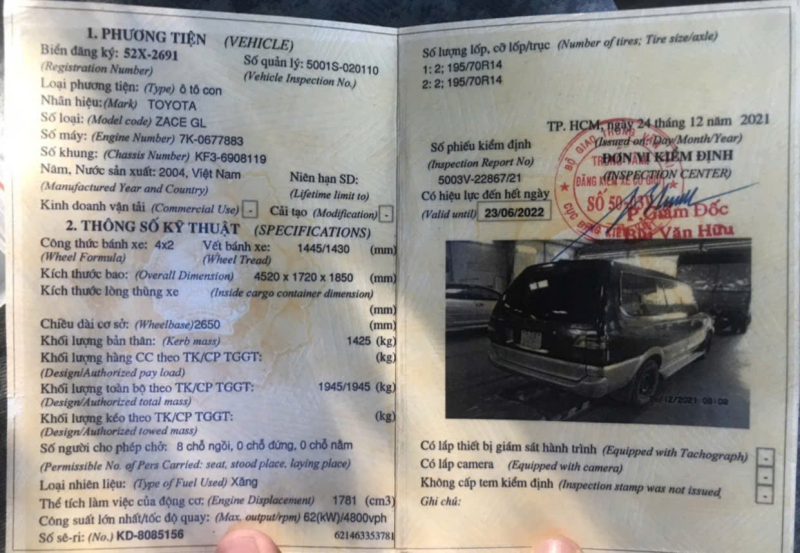 1. PHƯƠNG TIỆN (VEHICLE)
Biển đăng ký: 52X-2691
(Registration Number)
Số quản lý: 5001S-020110
(Vehicle Inspection No.)
Loại phương tiện: (Type) ô tô con
Nhãn hiệu: (Mark) TOYOTA
Số loại: (Model code) ZACE GL
Số máy: (Engine Number) 7K-0677883
Số khung: (Chassis Number) KF3-6908119
Năm, Nước sản xuất: 2004, Việt Nam
(Manufactured Year and Country)
Niên hạn SD:
(Lifetime limit to)
Kinh doanh vận tải (Commercial Use) - Cải tạo (Modification) -
2. THÔNG SỐ KỸ THUẬT (SPECIFICATIONS)
Công thức bánh xe: 4x2 Vết bánh xe: 1445/1430 (mm)
(Wheel Formula) (Wheel Tread)
Kích thước bao: (Overall Dimension) 4520 x 1720 x 1850 (mm)
Kích thước lòng thùng xe (Inside cargo container dimension)
(mm)
Chiều dài cơ sở: (Wheelbase) 2650 (mm)
Khối lượng bản thân: (Kerb mass) 1425 (kg)
Khối lượng hàng CC theo TK/CP TGGT: (kg)
(Design/Authorized pay load)
Khối lượng toàn bộ theo TK/CP TGGT: 1945/1945 (kg)
(Design/Authorized total mass)
Khối lượng kéo theo TK/CP TGGT: (kg)
(Design/Authorized towed mass)
Số người cho phép chở: 8 chỗ ngồi, 0 chỗ đứng, 0 chỗ nằm
(Permissible No. of Pers Carried: seat, stood place, laying place)
Loại nhiên liệu: (Type of Fuel Used) Xăng
Thể tích làm việc của động cơ: (Engine Displacement) 1781 (cm3)
Công suất lớn nhất/tốc độ quay: (Max. output/rpm) 62(kW)/4800vph
Số sê-ri: (No.) KD-8085156 621463353781
Số lượng lốp, cỡ lốp/trục (Number of tires; Tire size/axle)
1: 2; 195/70R14
2: 2; 195/70R14
TP. HCM, ngày 24 tháng 12 năm 2021
(Issued on: Day/Month/Year)
Số phiếu kiểm định
(Inspection Report No)
5003V-22867/21
ĐƠN VỊ KIỂM ĐỊNH
(INSPECTION CENTER)
Có hiệu lực đến hết ngày
(Valid until) 23/06/2022
P. Giám Đốc
Bùi Văn Hữu
/12/2021 08:08
Có lắp thiết bị giám sát hành trình (Equipped with Tachograph) -
Có lắp camera (Equipped with camera) -
Không cấp tem kiểm định (Inspection stamp was not issued -
Ghi chú: